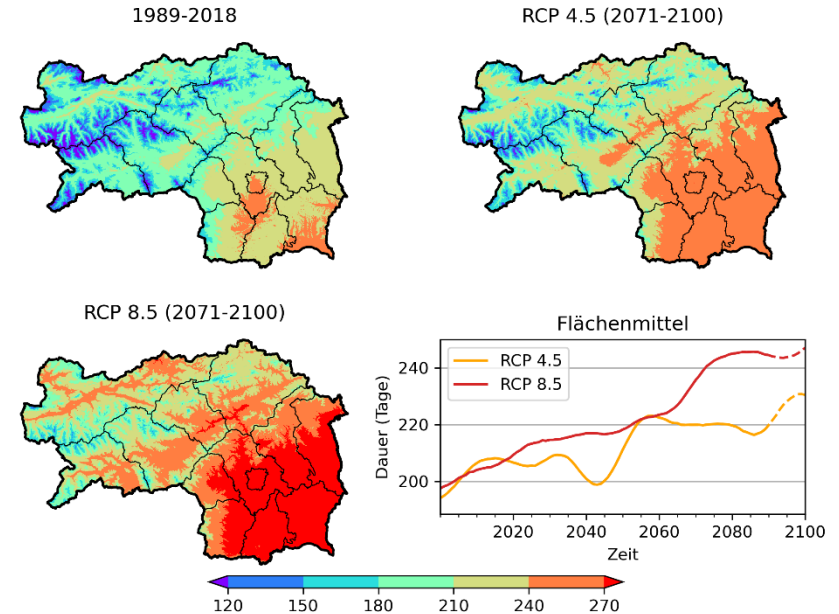 1989-2018
RCP 4.5 (2071-2100)
RCP 8.5 (2071-2100)
Flächenmittel
RCP 4.5
RCP 8.5
Dauer (Tage)
240
220
200
2020
2040
2060
2080
2100
Zeit
120 150 180 210 240 270